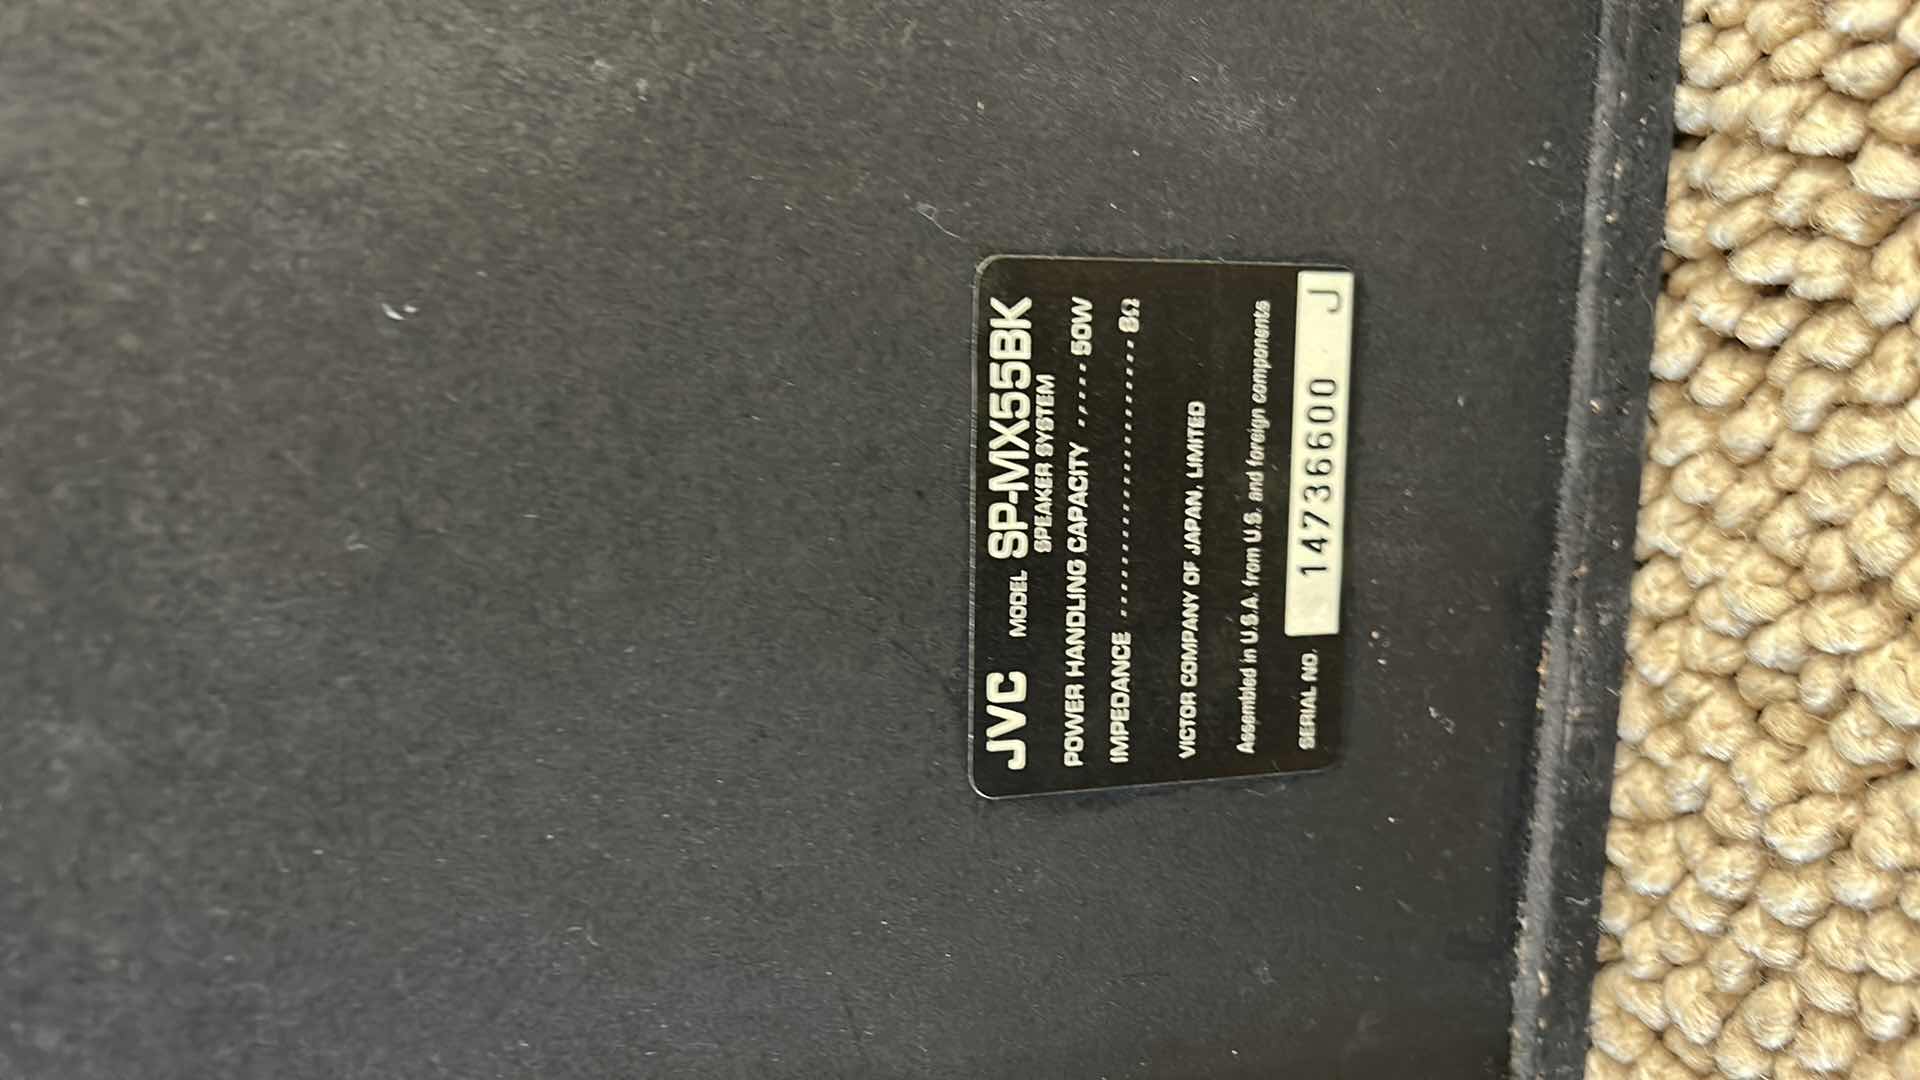 JVC MODEL SP-MX55BK
SPEAKER SYSTEM
POWER HANDLING CAPACITY ..... 50W
IMPEDANCE ........................ 8Ω
VICTOR COMPANY OF JAPAN, LIMITED
Assembled in U.S.A. from U.S. and foreign components
SERIAL NO. 14736600 J